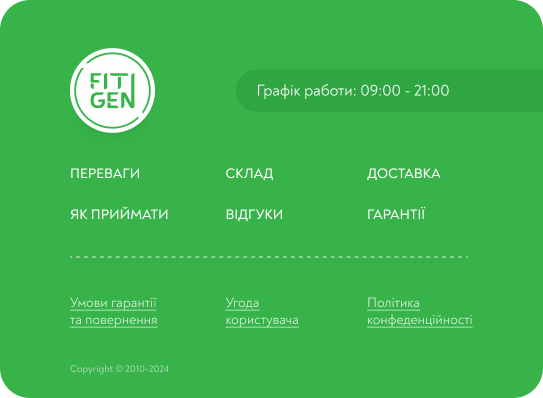 FITI
GEN
Графік работи: 09:00 - 21:00
ПЕРЕВАГИ СКЛАД ДОСТАВКА
ЯК ПРИЙМАТИ ВІДГУКИ ГАРАНТІЇ
Умови гарантії
та повернення
Угода
користувача
Політика
конфеденційності
Copyright © 2010-2024